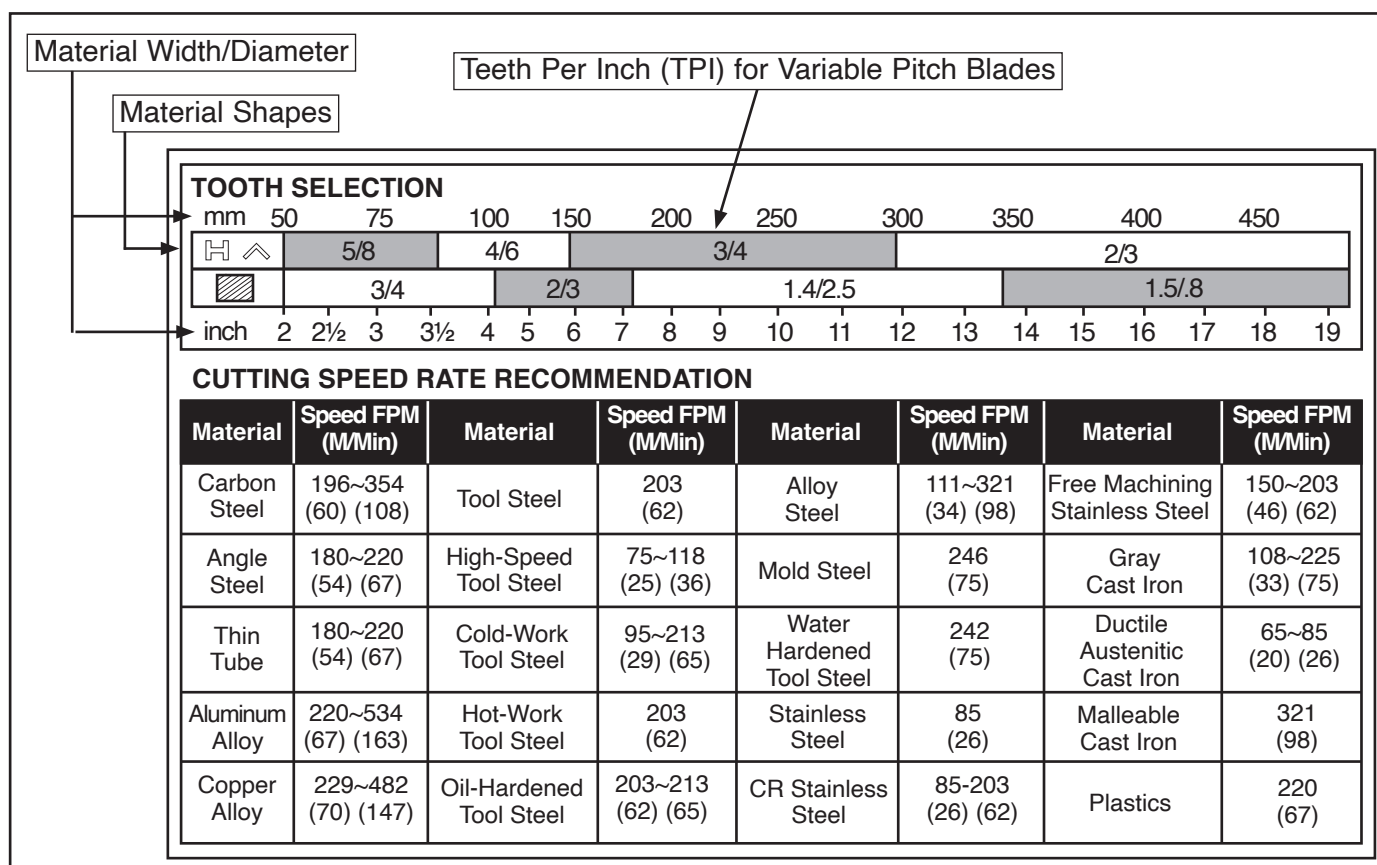 Material Width/Diameter
Teeth Per Inch (TPI) for Variable Pitch Blades
Material Shapes
TOOTH SELECTION
mm 50 75 100 150 200 250 300 350 400 450
5/8 4/6 3/4 2/3
3/4 2/3 1.4/2.5 1.5/.8
inch 2 2½ 3 3½ 4 5 6 7 8 9 10 11 12 13 14 15 16 17 18 19
CUTTING SPEED RATE RECOMMENDATION
Material Speed FPM (M/Min) Material Speed FPM (M/Min) Material Speed FPM (M/Min) Material Speed FPM (M/Min)
Carbon Steel 196~354 (60) (108) Tool Steel 203 (62) Alloy Steel 111~321 (34) (98) Free Machining Stainless Steel 150~203 (46) (62)
Angle Steel 180~220 (54) (67) High-Speed Tool Steel 75~118 (25) (36) Mold Steel 246 (75) Gray Cast Iron 108~225 (33) (75)
Thin Tube 180~220 (54) (67) Cold-Work Tool Steel 95~213 (29) (65) Water Hardened Tool Steel 242 (75) Ductile Austenitic Cast Iron 65~85 (20) (26)
Aluminum Alloy 220~534 (67) (163) Hot-Work Tool Steel 203 (62) Stainless Steel 85 (26) Malleable Cast Iron 321 (98)
Copper Alloy 229~482 (70) (147) Oil-Hardened Tool Steel 203~213 (62) (65) CR Stainless Steel 85-203 (26) (62) Plastics 220 (67)